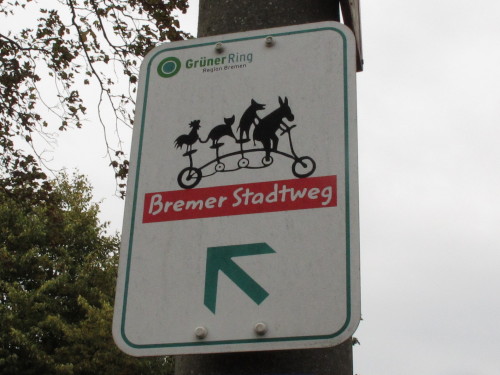 GrünerRing
Region Bremen
Bremer Stadtweg